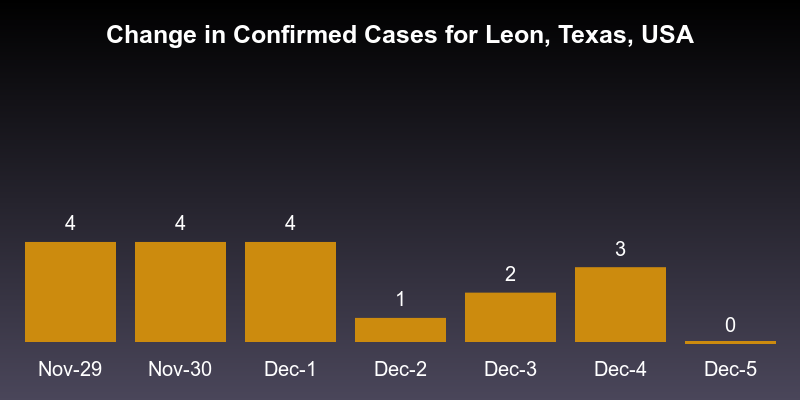 Change in Confirmed Cases for Leon, Texas, USA
4 4 4 1 2 3 0
Nov-29 Nov-30 Dec-1 Dec-2 Dec-3 Dec-4 Dec-5